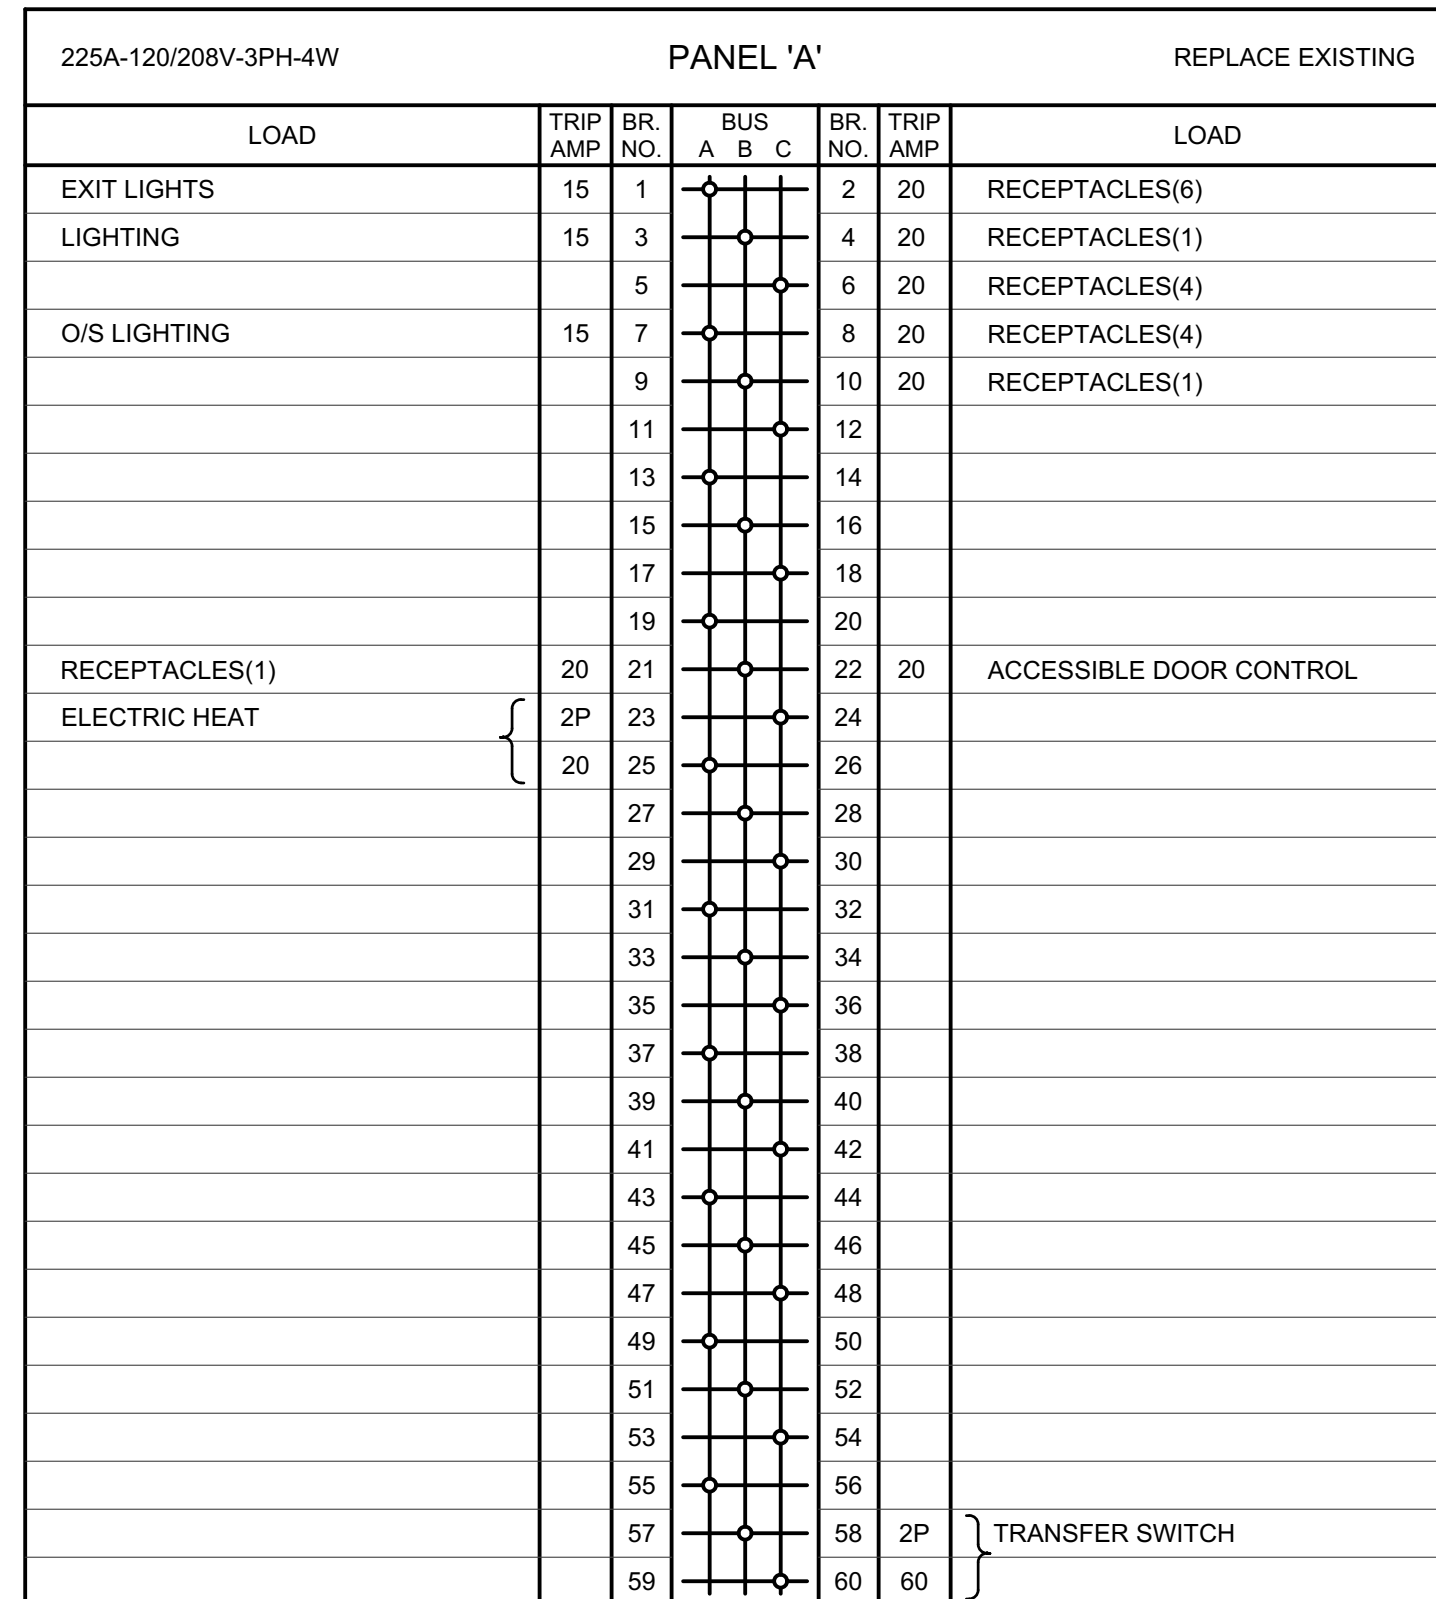 225A-120/208V-3PH-4W PANEL 'A' REPLACE EXISTING
LOAD TRIP AMP BR. NO. BUS A B C BR. NO. TRIP AMP LOAD
EXIT LIGHTS 15 1 2 20 RECEPTACLES(6)
LIGHTING 15 3 4 20 RECEPTACLES(1)
5 6 20 RECEPTACLES(4)
O/S LIGHTING 15 7 8 20 RECEPTACLES(4)
9 10 20 RECEPTACLES(1)
11 12
13 14
15 16
17 18
19 20
RECEPTACLES(1) 20 21 22 20 ACCESSIBLE DOOR CONTROL
ELECTRIC HEAT 2P 23 24
20 25 26
27 28
29 30
31 32
33 34
35 36
37 38
39 40
41 42
43 44
45 46
47 48
49 50
51 52
53 54
55 56
57 58 2P TRANSFER SWITCH
59 60 60